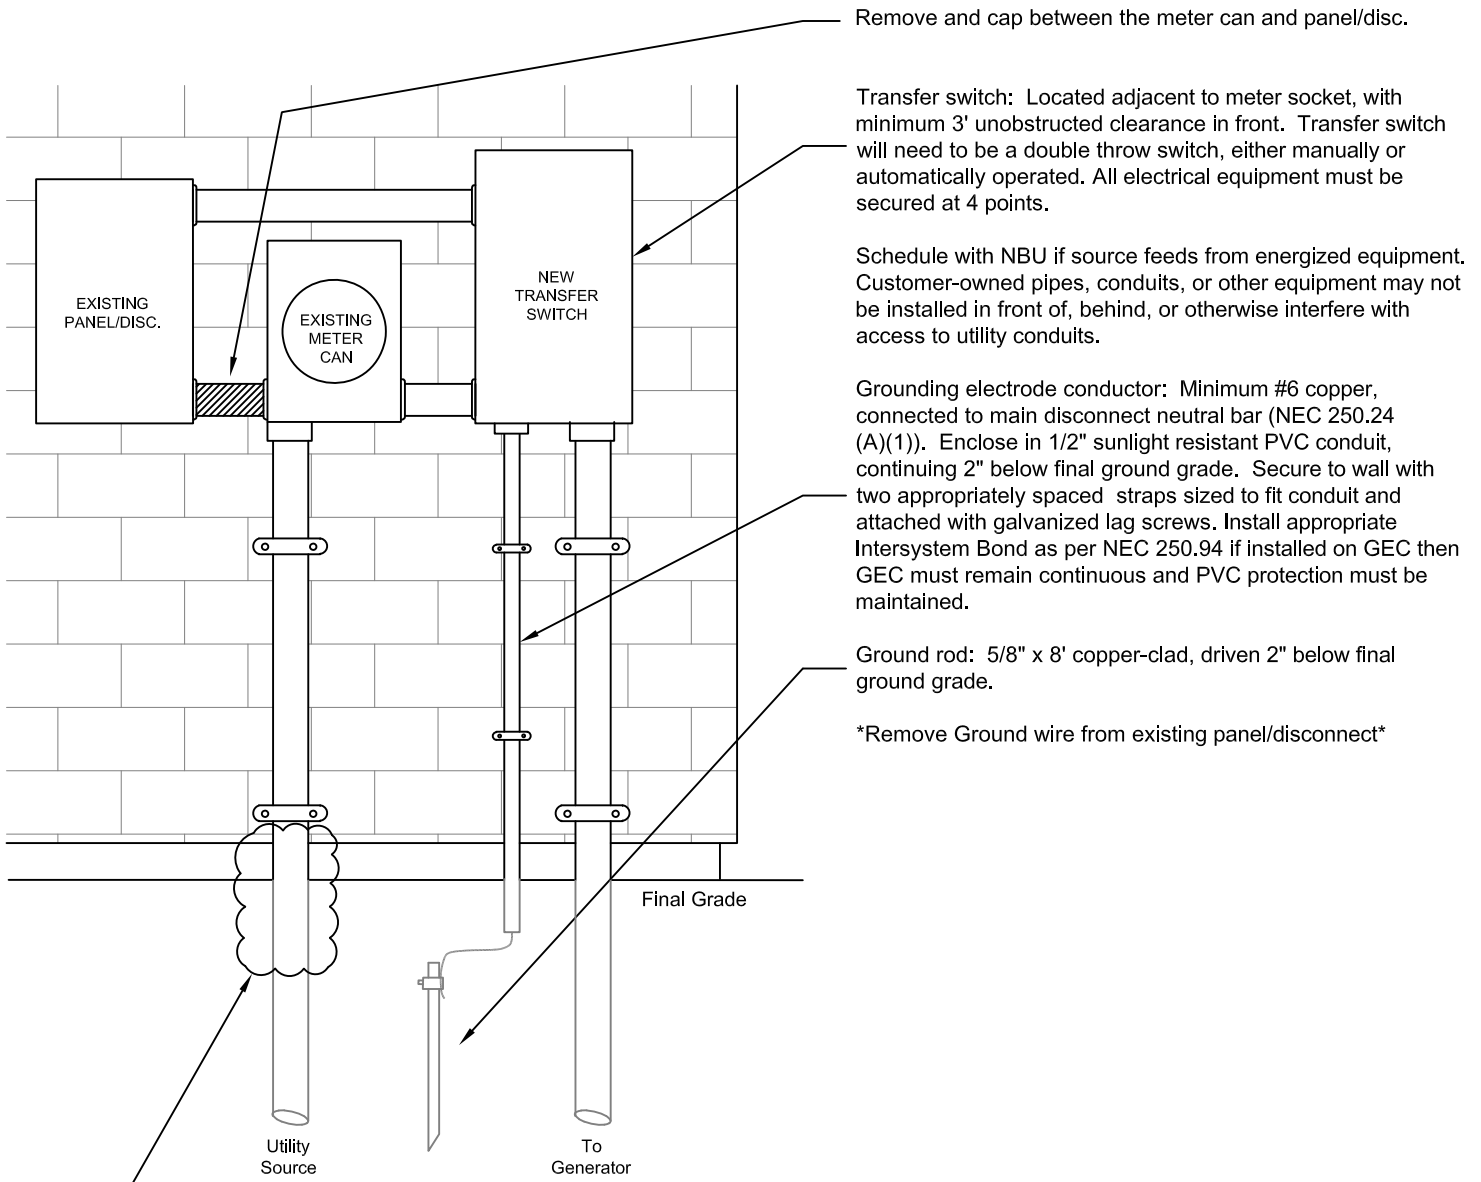 Remove and cap between the meter can and panel/disc.
Transfer switch:  Located adjacent to meter socket, with
minimum 3' unobstructed clearance in front.  Transfer switch
will need to be a double throw switch, either manually or
automatically operated. All electrical equipment must be
secured at 4 points.
Schedule with NBU if source feeds from energized equipment.
Customer-owned pipes, conduits, or other equipment may not
be installed in front of, behind, or otherwise interfere with
access to utility conduits.
Grounding electrode conductor:  Minimum #6 copper,
connected to main disconnect neutral bar (NEC 250.24
(A)(1)).  Enclose in 1/2" sunlight resistant PVC conduit,
continuing 2" below final ground grade.  Secure to wall with
two appropriately spaced  straps sized to fit conduit and
attached with galvanized lag screws. Install appropriate
Intersystem Bond as per NEC 250.94 if installed on GEC then
GEC must remain continuous and PVC protection must be
maintained.
Ground rod:  5/8" x 8' copper-clad, driven 2" below final
ground grade.
*Remove Ground wire from existing panel/disconnect*
EXISTING
PANEL/DISC.
EXISTING
METER
CAN
NEW
TRANSFER
SWITCH
Final Grade
Utility
Source
To
Generator